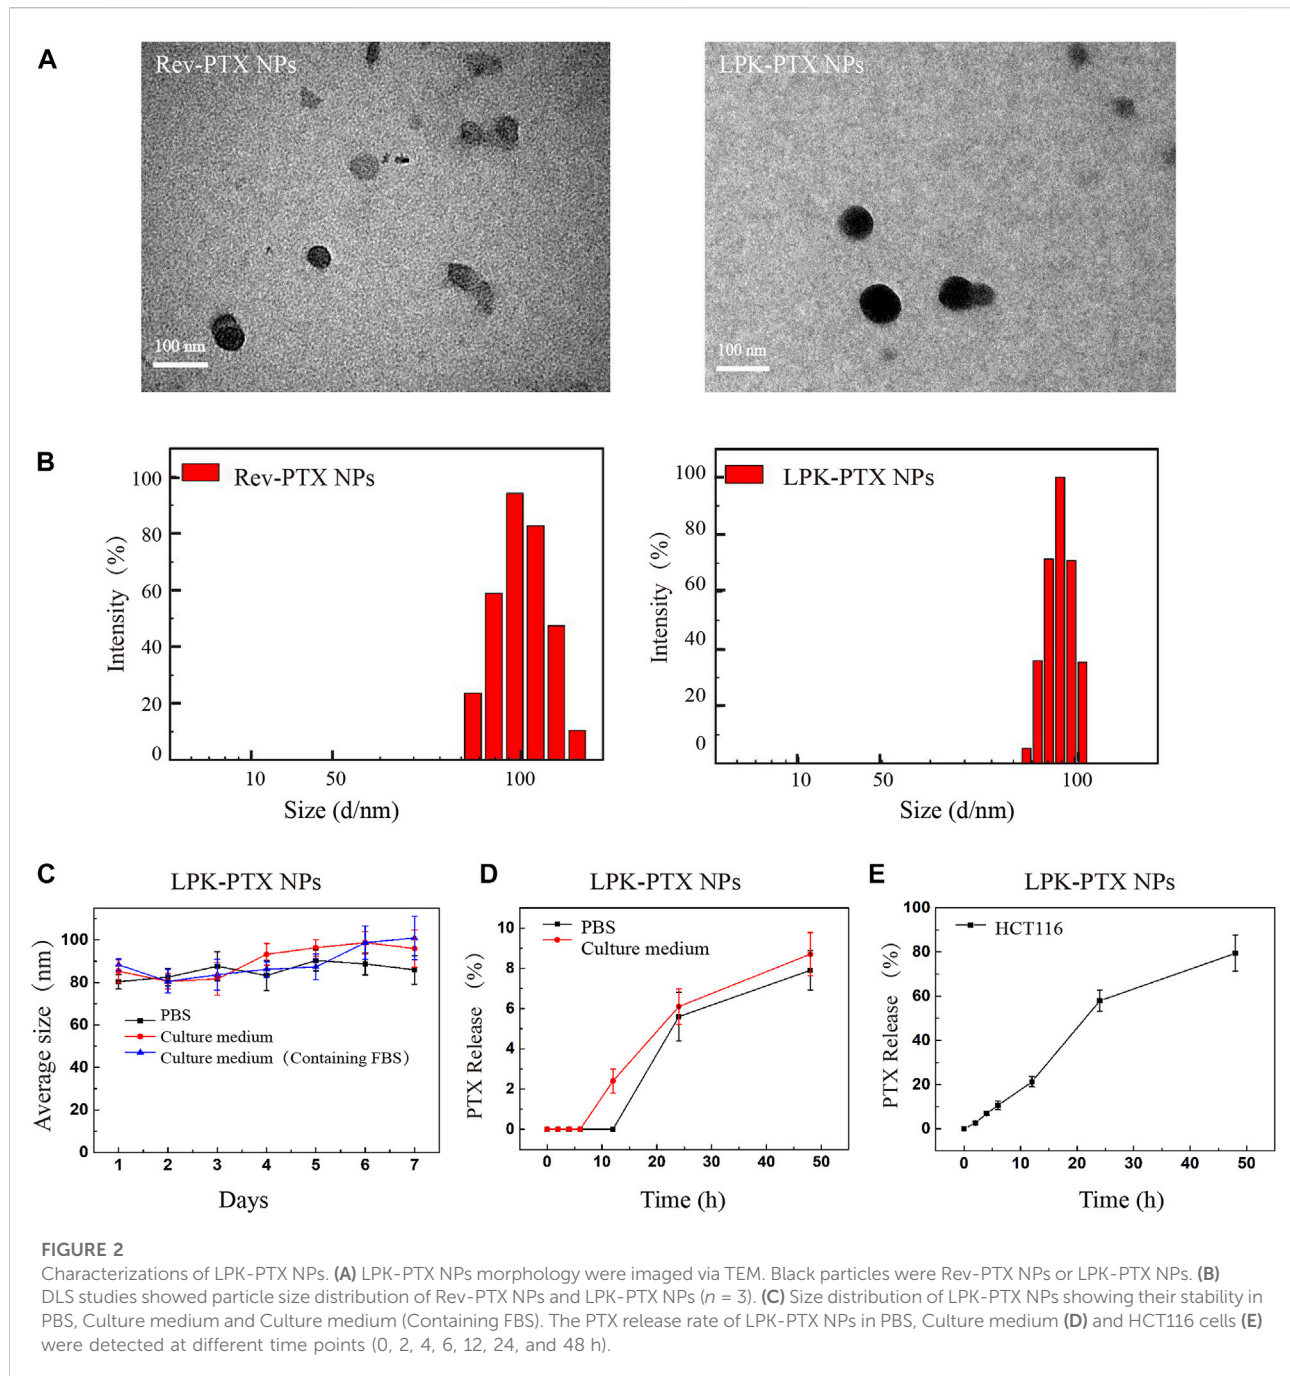 A
Rev-PTX NPs
100 nm
LPK-PTX NPs
100 nm
B
Rev-PTX NPs
Intensity (%)
100
80
60
40
20
0
10 50 100
Size (d/nm)
LPK-PTX NPs
Intensity (%)
100
80
60
40
20
0
10 50 100
Size (d/nm)
C
LPK-PTX NPs
Average size (nm)
100
80
60
40
20
80
PBS
Culture medium
Culture medium (Containing FBS)
1 2 3 4 5 6 7
Days
D
LPK-PTX NPs
PTX Release (%)
10
8
6
4
2
0
PBS
Culture medium
0 10 20 30 40 50
Time (h)
E
LPK-PTX NPs
PTX Release (%)
100
80
60
40
20
0
HCT116
0 10 20 30 40 50
Time (h)
FIGURE 2
Characterizations of LPK-PTX NPs. (A) LPK-PTX NPs morphology were imaged via TEM. Black particles were Rev-PTX NPs or LPK-PTX NPs. (B)
DLS studies showed particle size distribution of Rev-PTX NPs and LPK-PTX NPs (n = 3). (C) Size distribution of LPK-PTX NPs showing their stability in
PBS, Culture medium and Culture medium (Containing FBS). The PTX release rate of LPK-PTX NPs in PBS, Culture medium (D) and HCT116 cells (E)
were detected at different time points (0, 2, 4, 6, 12, 24, and 48 h).